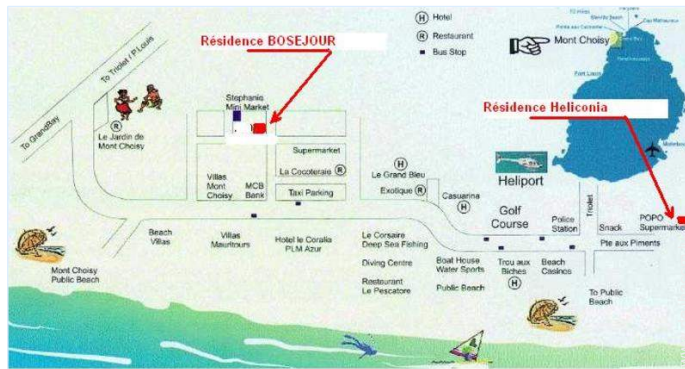 Hotel
Restaurant
Bus Stop
Résidence BOSEJOUR
Mont Choisy
Port Louis
To Triolet / P.Louis
To GrandBay
Stephanie
Mini Market
Résidence Heliconia
Le Jardin de
Mont Choisy
Supermarket
La Cocoteraie
Villas
Mont
Choisy
MCB
Bank
Taxi Parking
Le Grand Bleu
Exotique
Casuarina
Heliport
Golf
Course
Police
Station
Triolet
Snack
POPO
Supermarket
Pte aux Piments
Beach
Villas
Villas
Mauritours
Hotel le Coralia
PLM Azur
Le Corsaire
Deep Sea Fishing
Diving Centre
Restaurant
Le Pescatore
Boat House
Water Sports
Public Beach
Trou aux
Biches
Beach
Casinos
To Public
Beach
Mont Choisy
Public Beach
H
R
R
R
H
R
H
H